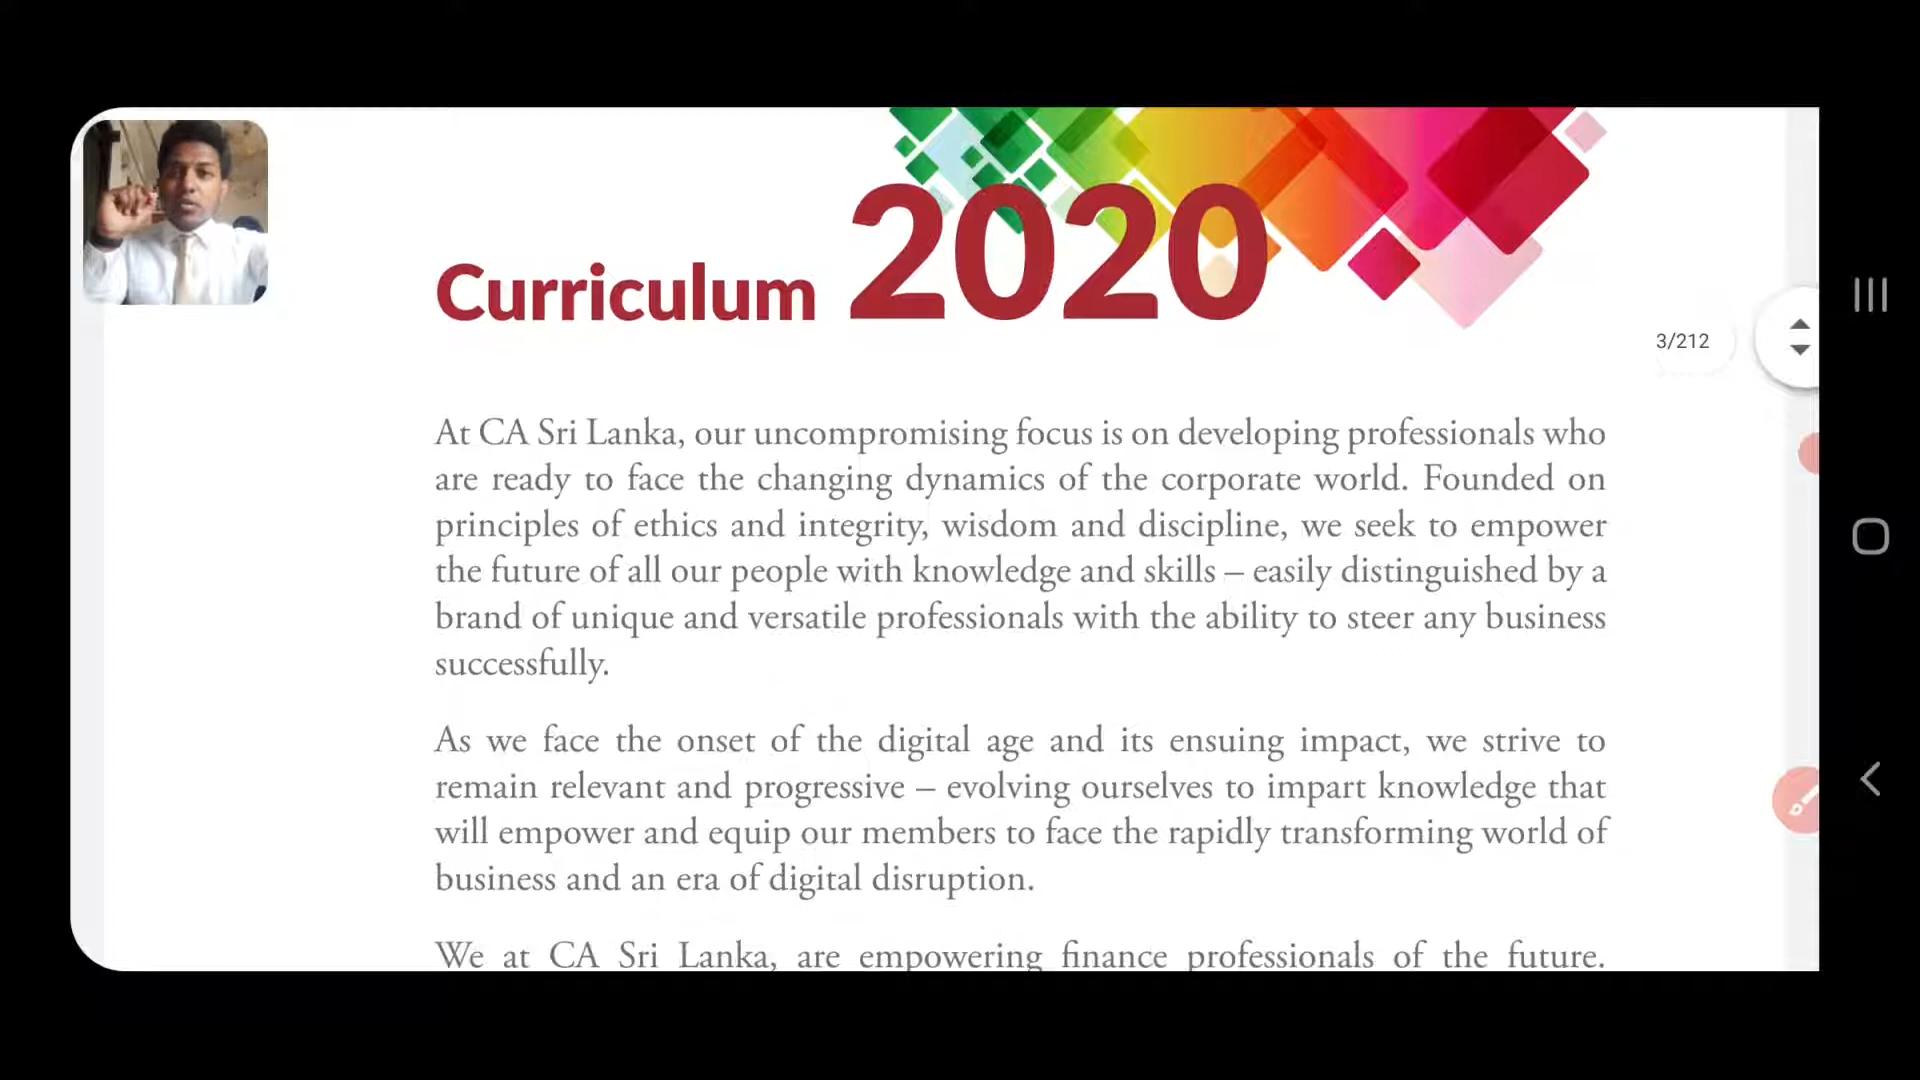 Curriculum 2020
3/212
At CA Sri Lanka, our uncompromising focus is on developing professionals who
are ready to face the changing dynamics of the corporate world. Founded on
principles of ethics and integrity, wisdom and discipline, we seek to empower
the future of all our people with knowledge and skills – easily distinguished by a
brand of unique and versatile professionals with the ability to steer any business
successfully.
As we face the onset of the digital age and its ensuing impact, we strive to
remain relevant and progressive – evolving ourselves to impart knowledge that
will empower and equip our members to face the rapidly transforming world of
business and an era of digital disruption.
We at CA Sri Lanka, are empowering finance professionals of the future.